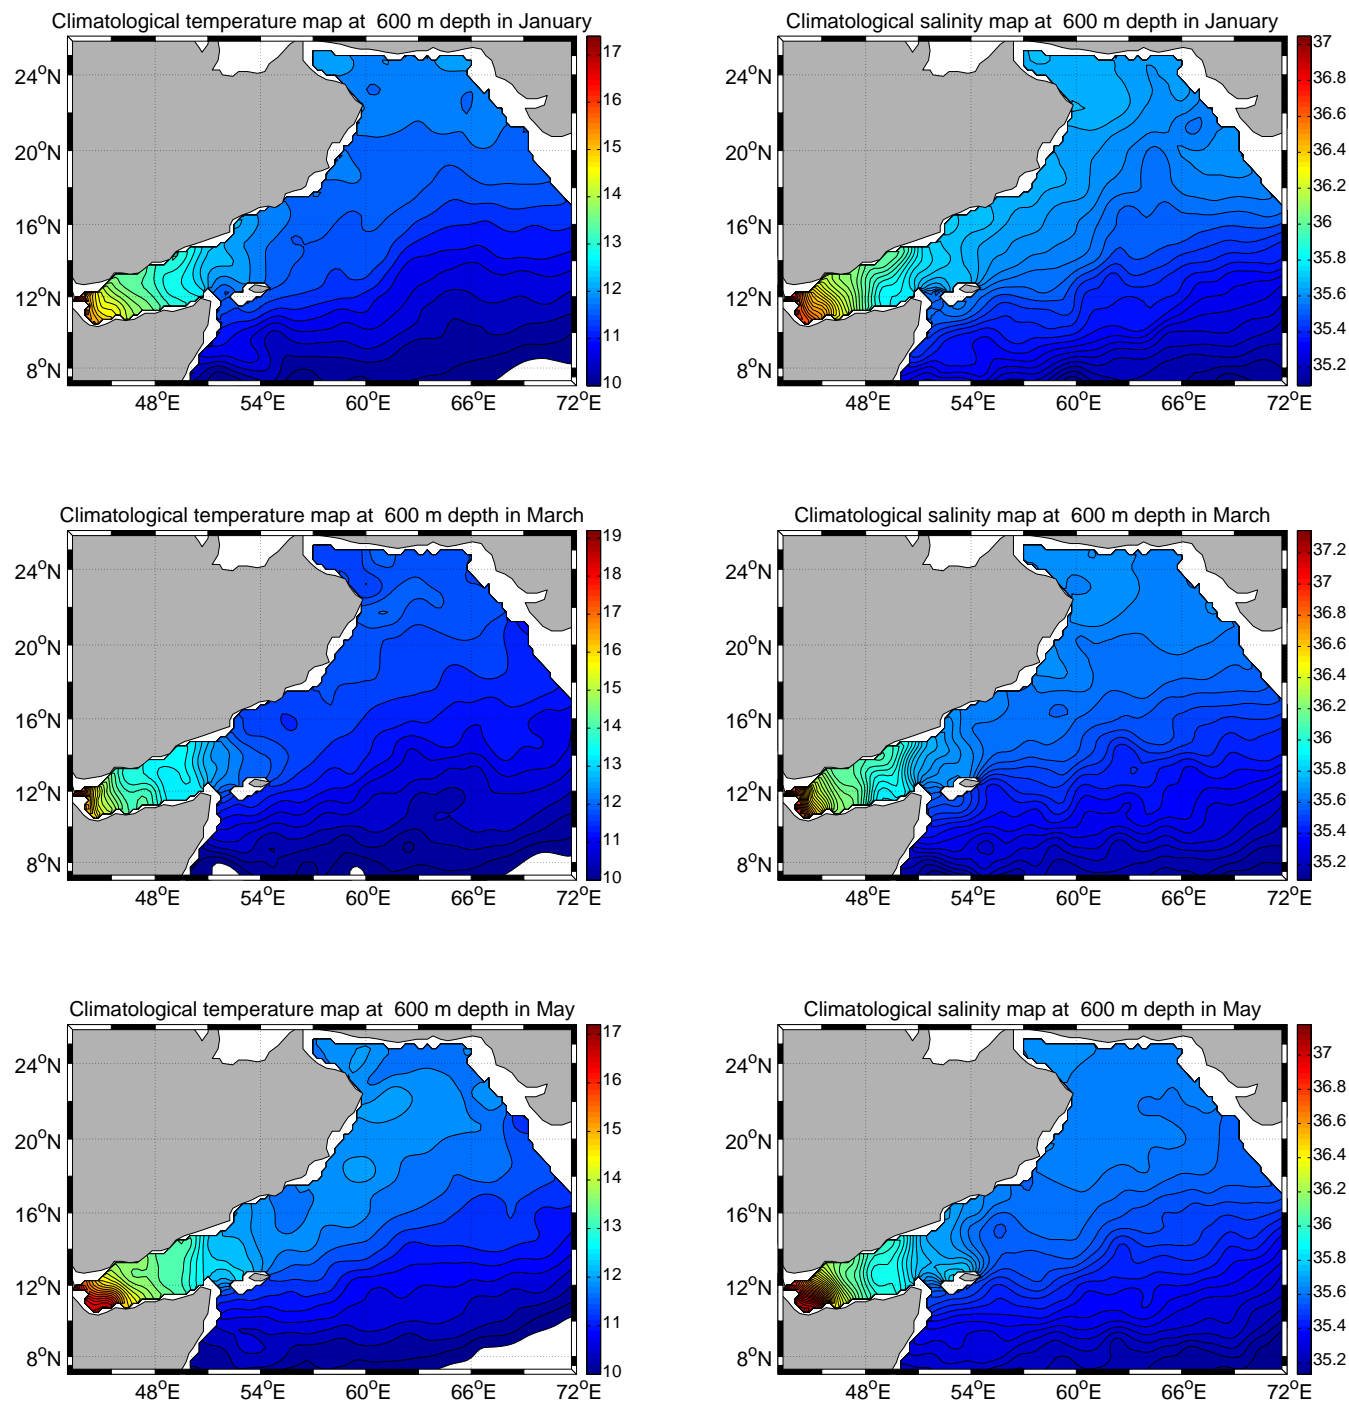 Climatological temperature map at 600 m depth in January
24°N
20°N
16°N
12°N
8°N
48°E 54°E 60°E 66°E 72°E
17
16
15
14
13
12
11
10
Climatological salinity map at 600 m depth in January
24°N
20°N
16°N
12°N
8°N
48°E 54°E 60°E 66°E 72°E
37
36.8
36.6
36.4
36.2
36
35.8
35.6
35.4
35.2
Climatological temperature map at 600 m depth in March
24°N
20°N
16°N
12°N
8°N
48°E 54°E 60°E 66°E 72°E
19
18
17
16
15
14
13
12
11
10
Climatological salinity map at 600 m depth in March
24°N
20°N
16°N
12°N
8°N
48°E 54°E 60°E 66°E 72°E
37.2
37
36.8
36.6
36.4
36.2
36
35.8
35.6
35.4
35.2
Climatological temperature map at 600 m depth in May
24°N
20°N
16°N
12°N
8°N
48°E 54°E 60°E 66°E 72°E
17
16
15
14
13
12
11
10
Climatological salinity map at 600 m depth in May
24°N
20°N
16°N
12°N
8°N
48°E 54°E 60°E 66°E 72°E
37
36.8
36.6
36.4
36.2
36
35.8
35.6
35.4
35.2